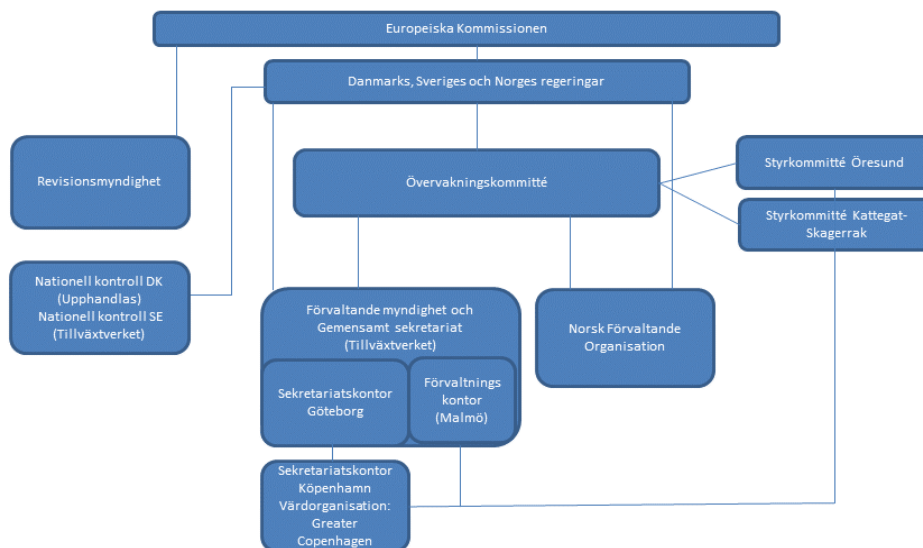 Europeiska Kommissionen
Danmarks, Sveriges och Norges regeringar
Revisionsmyndighet
Övervakningskommitté
Styrkommitté Öresund
Styrkommitté Kattegat-
Skagerrak
Nationell kontroll DK
(Upphandlas)
Nationell kontroll SE
(Tillväxtverket)
Förvaltande myndighet och
Gemensamt sekretariat
(Tillväxtverket)
Norsk Förvaltande
Organisation
Sekretariatskontor
Göteborg
Förvaltnings
kontor
(Malmö)
Sekretariatskontor
Köpenhamn
Värdorganisation:
Greater
Copenhagen